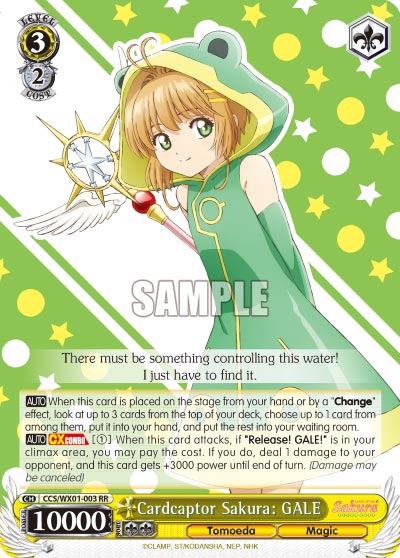 LEVEL
3
2
COST
SAMPLE
There must be something controlling this water!
I just have to find it.
AUTO When this card is placed on the stage from your hand or by a "Change"
effect, look at up to 3 cards from the top of your deck, choose up to 1 card from
among them, put it into your hand, and put the rest into your waiting room.
AUTO CXCOMBO [①] When this card attacks, if "Release! GALE!" is in your
climax area, you may pay the cost. If you do, deal 1 damage to your
opponent, and this card gets +3000 power until end of turn. (Damage may
be canceled)
CH CCS/WX01-003 RR
POWER 10000 SOUL
Cardcaptor Sakura: GALE
Sakura
Tomoeda Magic
©CLAMP, ST/KODANSHA, NEP, NHK